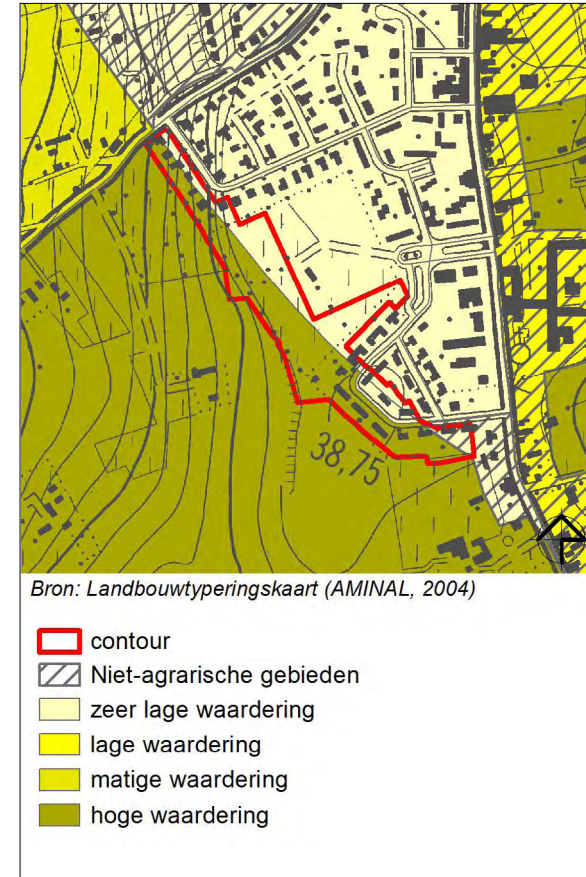 38,75
Bron: Landbouwtyperingskaart (AMINAL, 2004)
contour
Niet-agrarische gebieden
zeer lage waardering
lage waardering
matige waardering
hoge waardering